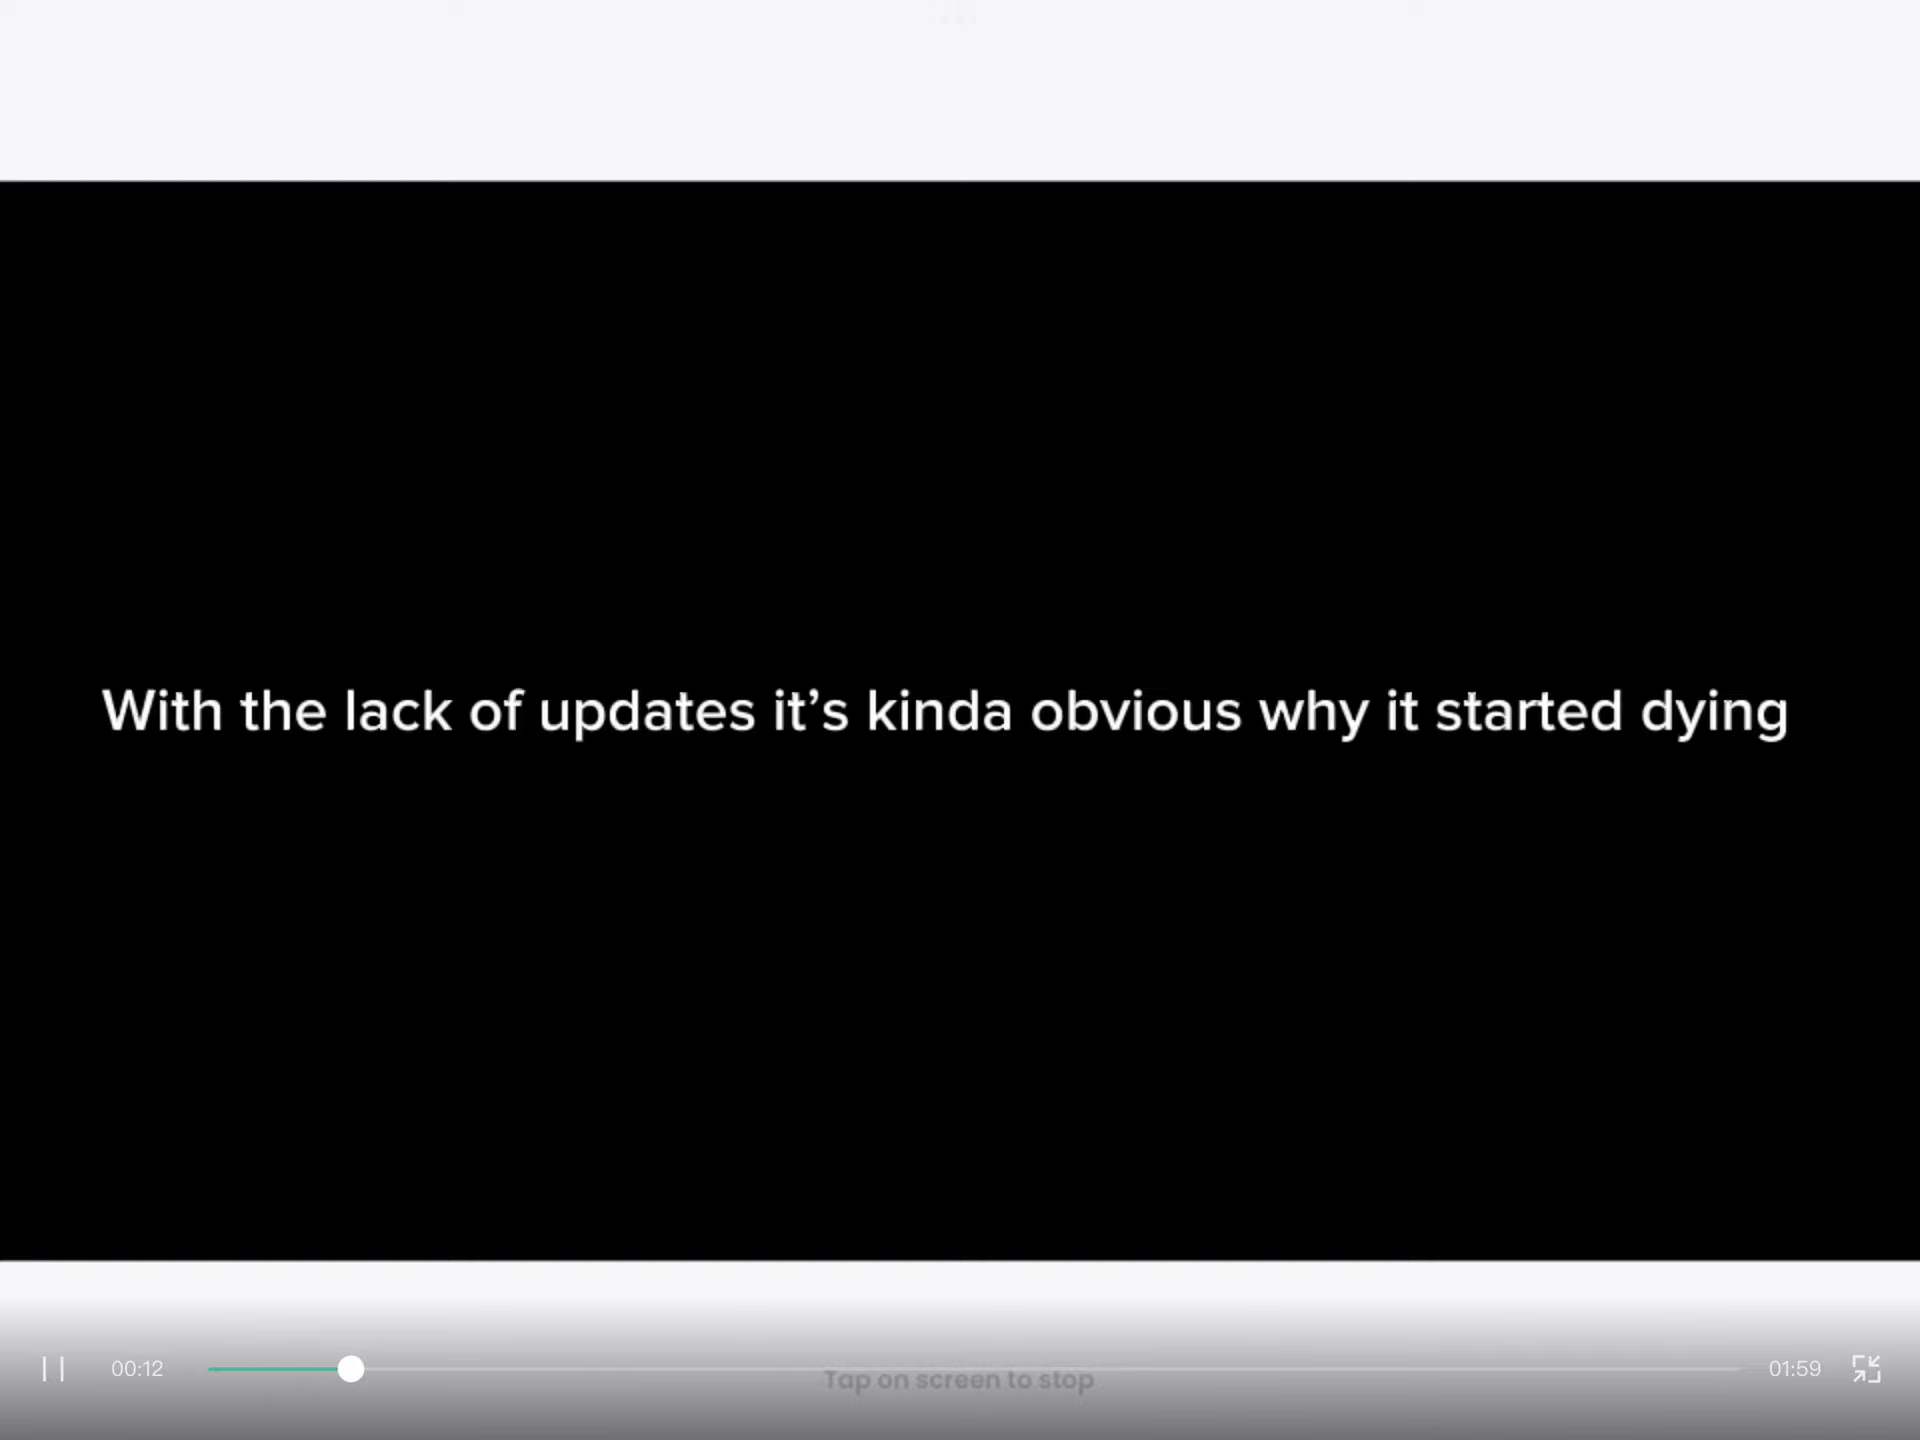 With the lack of updates it’s kinda obvious why it started dying
00:12
01:59
Tap on screen to stop